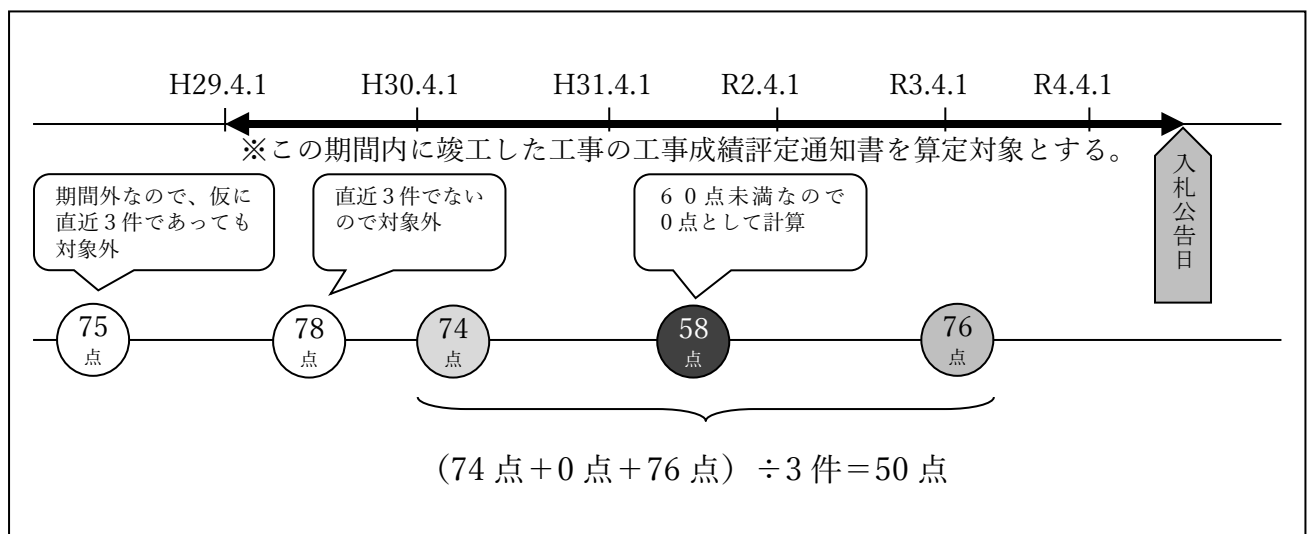 H29.4.1 H30.4.1 H31.4.1 R2.4.1 R3.4.1 R4.4.1
※この期間内に竣工した工事の工事成績評定通知書を算定対象とする。
入札公告日
期間外なので、仮に
直近３件であっても
対象外
直近３件でない
ので対象外
６０点未満なので
０点として計算
75
点
78
点
74
点
58
点
76
点
（74 点＋0 点＋76 点）÷3 件＝50 点